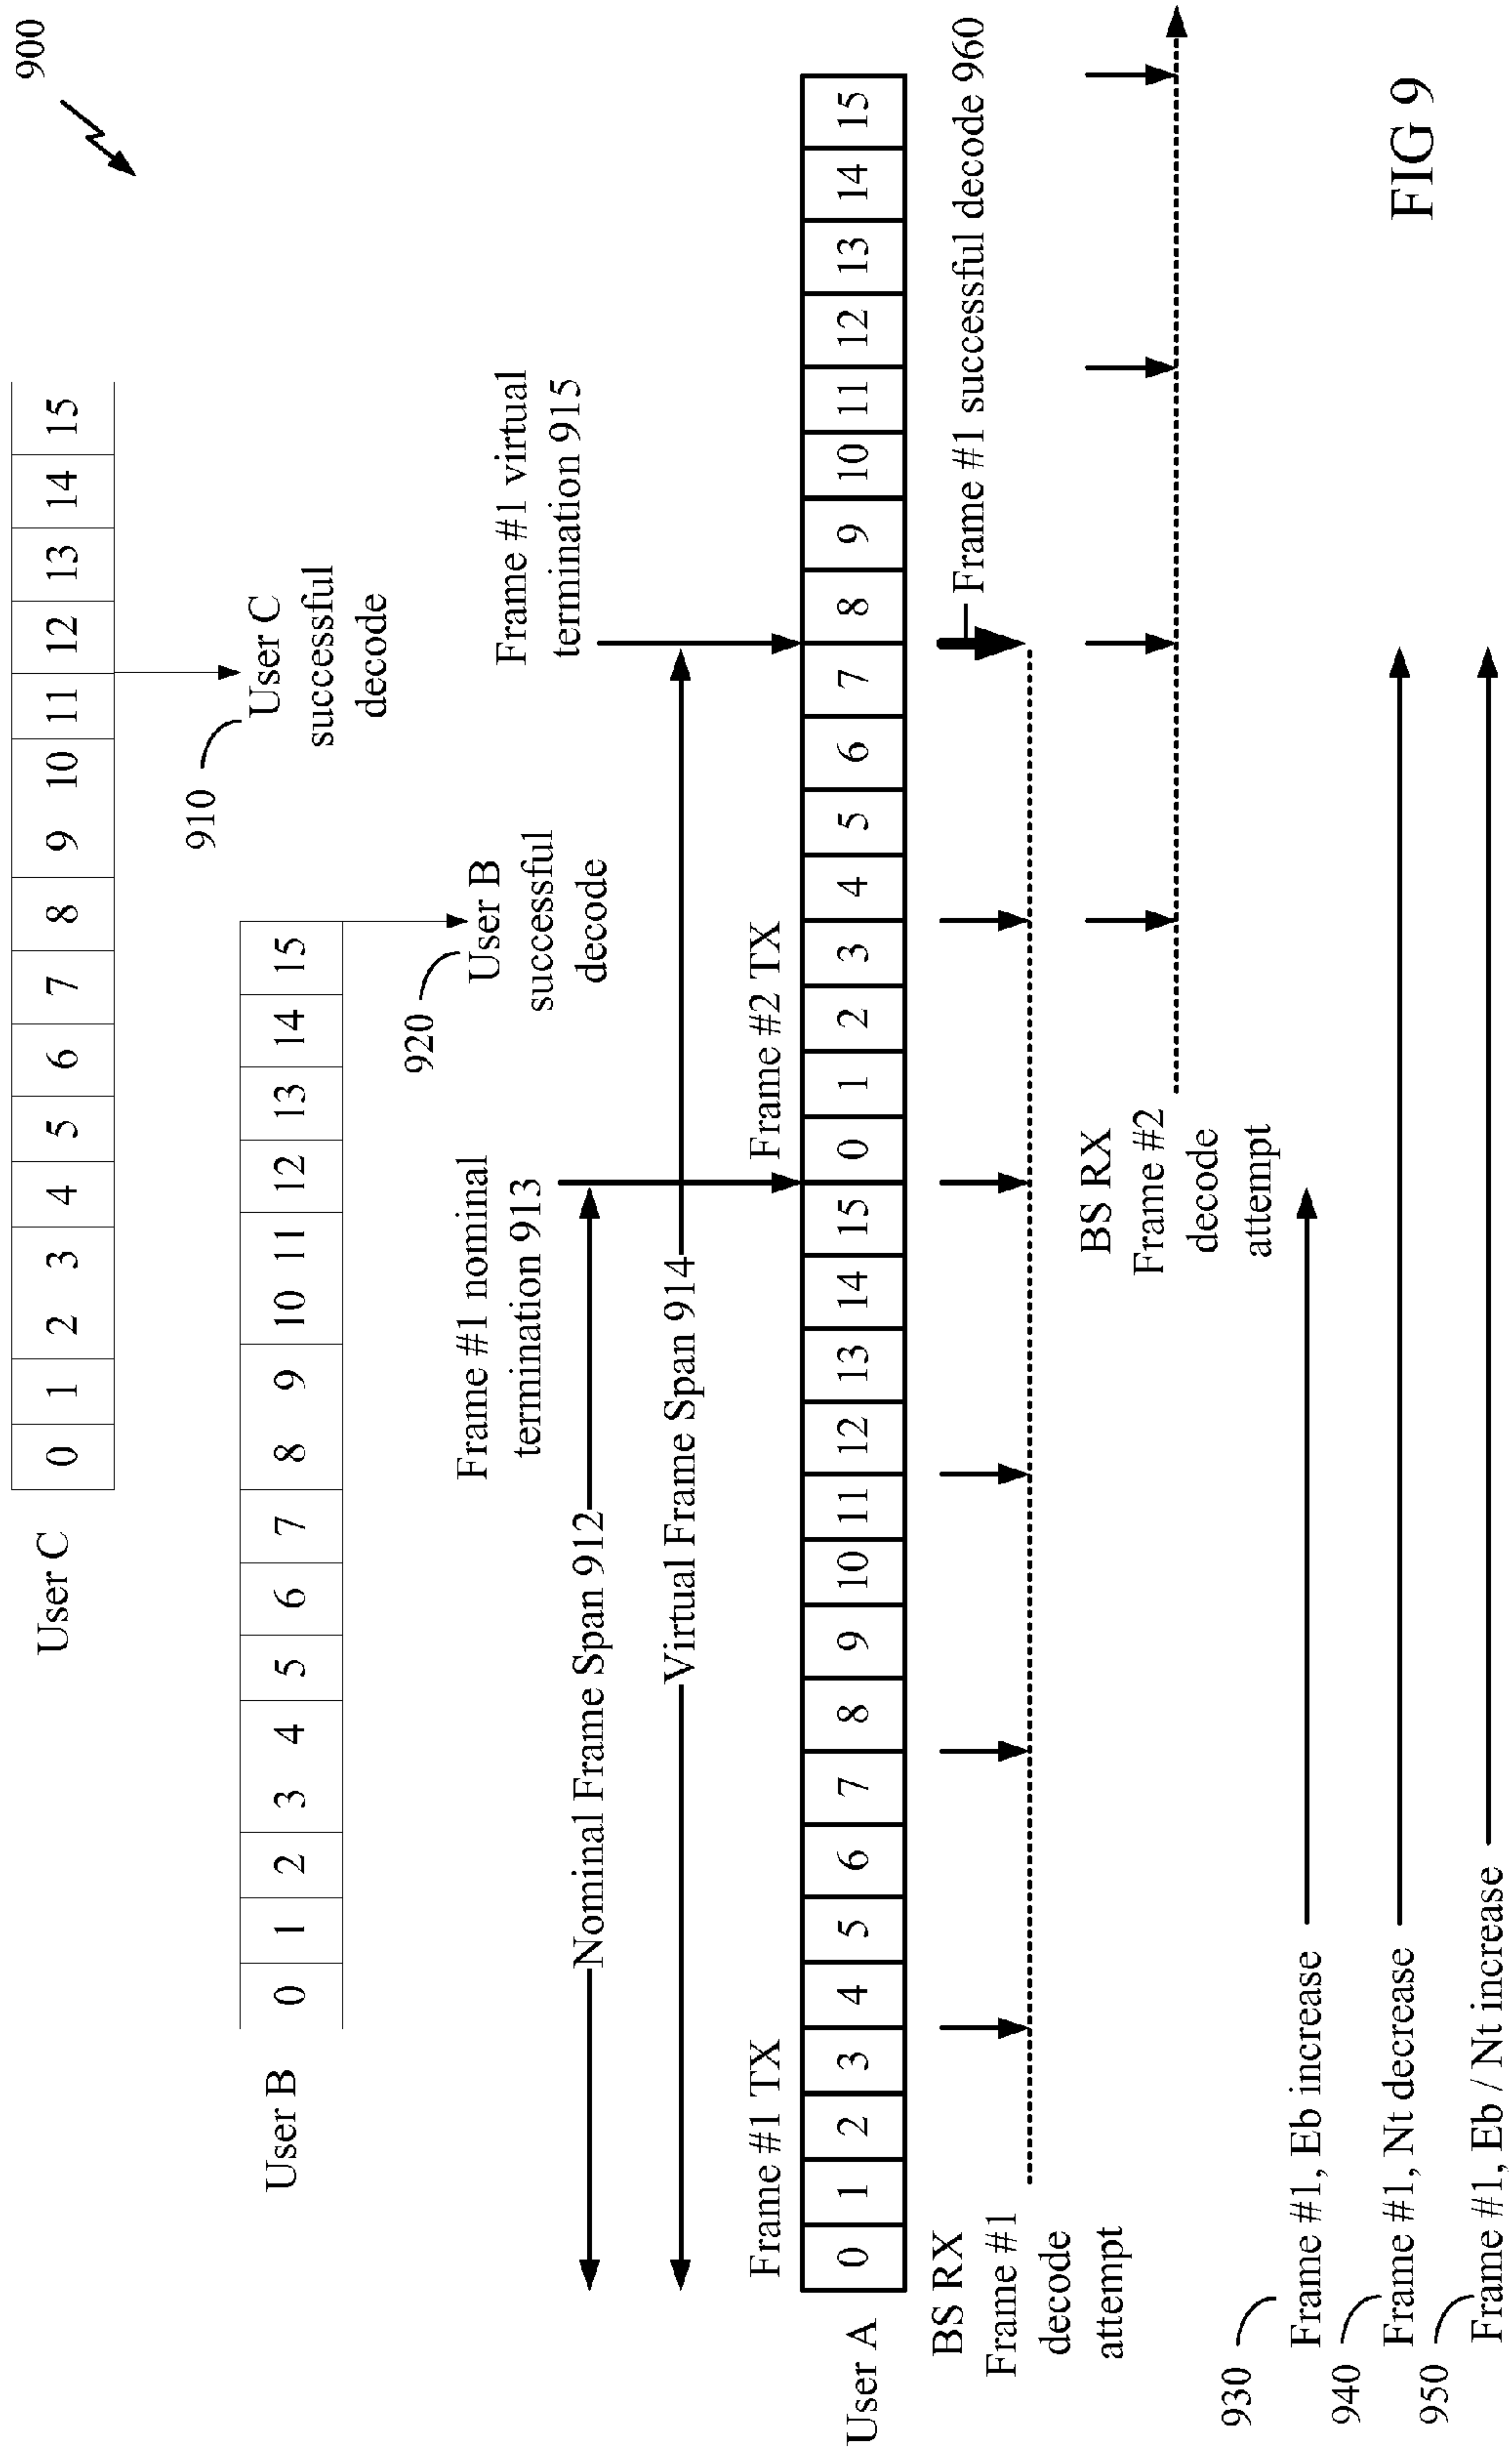 900
User C
0 1 2 3 4 5 6 7 8 9 10 11 12 13 14 15
910
User C
successful
decode
User B
0 1 2 3 4 5 6 7 8 9 10 11 12 13 14 15
920
User B
successful
decode
Frame #1 nominal
termination 913
Frame #1 virtual
termination 915
Nominal Frame Span 912
Virtual Frame Span 914
Frame #1 TX
Frame #2 TX
User A
0 1 2 3 4 5 6 7 8 9 10 11 12 13 14 15 0 1 2 3 4 5 6 7 8 9 10 11 12 13 14 15
BS RX
Frame #1
decode
attempt
Frame #1 successful decode 960
BS RX
Frame #2
decode
attempt
930
Frame #1, Eb increase
940
Frame #1, Nt decrease
950
Frame #1, Eb / Nt increase
FIG 9